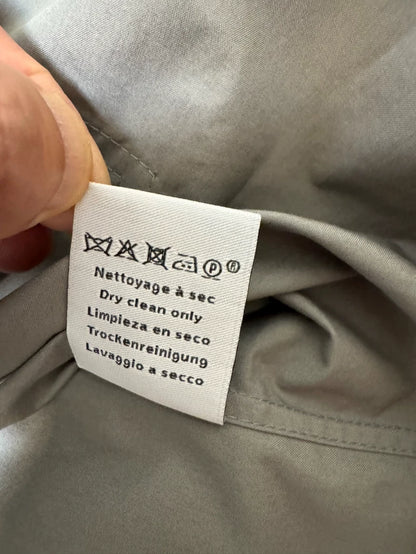 P ®
Nettoyage à sec
Dry clean only
Limpieza en seco
Trockenreinigung
Lavaggio a secco